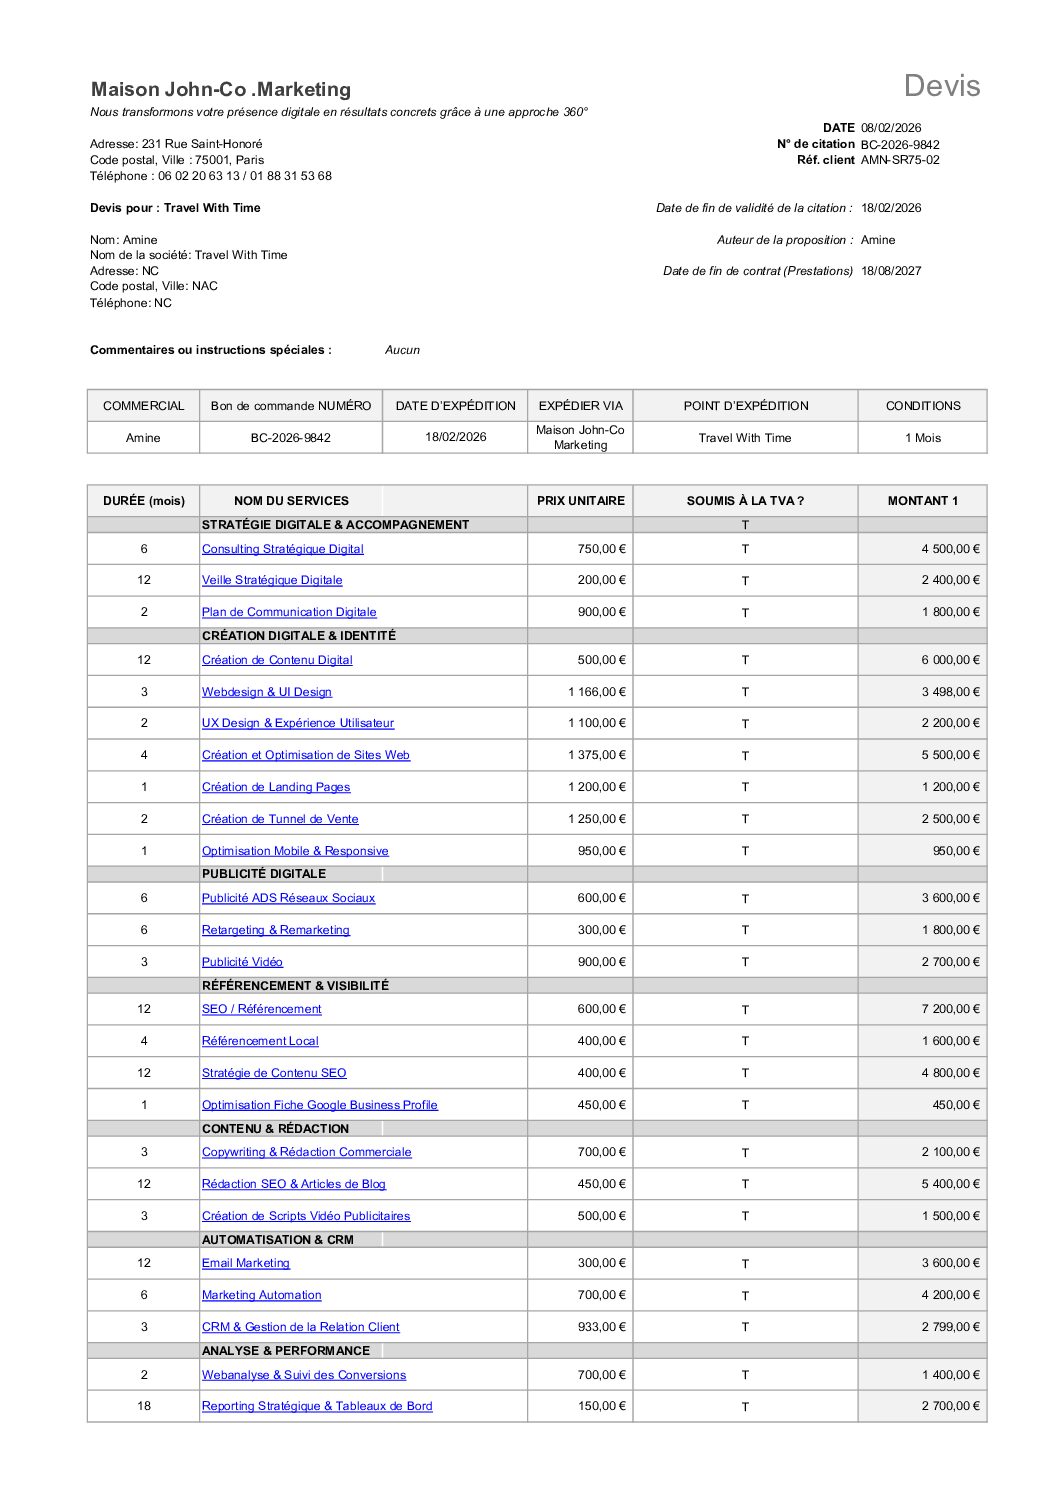 Maison John-Co .Marketing
Devis
Nous transformons votre présence digitale en résultats concrets grâce à une approche 360°
DATE 08/02/2026
Adresse: 231 Rue Saint-Honoré
N° de citation BC-2026-9842
Code postal, Ville : 75001, Paris
Réf. client AMN-SR75-02
Téléphone : 06 02 20 63 13 / 01 88 31 53 68
Devis pour : Travel With Time
Date de fin de validité de la citation : 18/02/2026
Nom: Amine
Auteur de la proposition : Amine
Nom de la société: Travel With Time
Adresse: NC
Date de fin de contrat (Prestations) 18/08/2027
Code postal, Ville: NAC
Téléphone: NC
Commentaires ou instructions spéciales : Aucun
COMMERCIAL Bon de commande NUMÉRO DATE D'EXPÉDITION EXPÉDIER VIA POINT D'EXPÉDITION CONDITIONS
Amine BC-2026-9842 18/02/2026 Maison John-Co Marketing Travel With Time 1 Mois
DURÉE (mois) NOM DU SERVICES PRIX UNITAIRE SOUMIS À LA TVA ? MONTANT 1
STRATÉGIE DIGITALE & ACCOMPAGNEMENT T
6 Consulting Stratégique Digital 750,00 € T 4 500,00 €
12 Veille Stratégique Digitale 200,00 € T 2 400,00 €
2 Plan de Communication Digitale 900,00 € T 1 800,00 €
CRÉATION DIGITALE & IDENTITÉ
12 Création de Contenu Digital 500,00 € T 6 000,00 €
3 Webdesign & UI Design 1 166,00 € T 3 498,00 €
2 UX Design & Expérience Utilisateur 1 100,00 € T 2 200,00 €
4 Création et Optimisation de Sites Web 1 375,00 € T 5 500,00 €
1 Création de Landing Pages 1 200,00 € T 1 200,00 €
2 Création de Tunnel de Vente 1 250,00 € T 2 500,00 €
1 Optimisation Mobile & Responsive 950,00 € T 950,00 €
PUBLICITÉ DIGITALE
6 Publicité ADS Réseaux Sociaux 600,00 € T 3 600,00 €
6 Retargeting & Remarketing 300,00 € T 1 800,00 €
3 Publicité Vidéo 900,00 € T 2 700,00 €
RÉFÉRENCEMENT & VISIBILITÉ
12 SEO / Référencement 600,00 € T 7 200,00 €
4 Référencement Local 400,00 € T 1 600,00 €
12 Stratégie de Contenu SEO 400,00 € T 4 800,00 €
1 Optimisation Fiche Google Business Profile 450,00 € T 450,00 €
CONTENU & RÉDACTION
3 Copywriting & Rédaction Commerciale 700,00 € T 2 100,00 €
12 Rédaction SEO & Articles de Blog 450,00 € T 5 400,00 €
3 Création de Scripts Vidéo Publicitaires 500,00 € T 1 500,00 €
AUTOMATISATION & CRM
12 Email Marketing 300,00 € T 3 600,00 €
6 Marketing Automation 700,00 € T 4 200,00 €
3 CRM & Gestion de la Relation Client 933,00 € T 2 799,00 €
ANALYSE & PERFORMANCE
2 Webanalyse & Suivi des Conversions 700,00 € T 1 400,00 €
18 Reporting Stratégique & Tableaux de Bord 150,00 € T 2 700,00 €